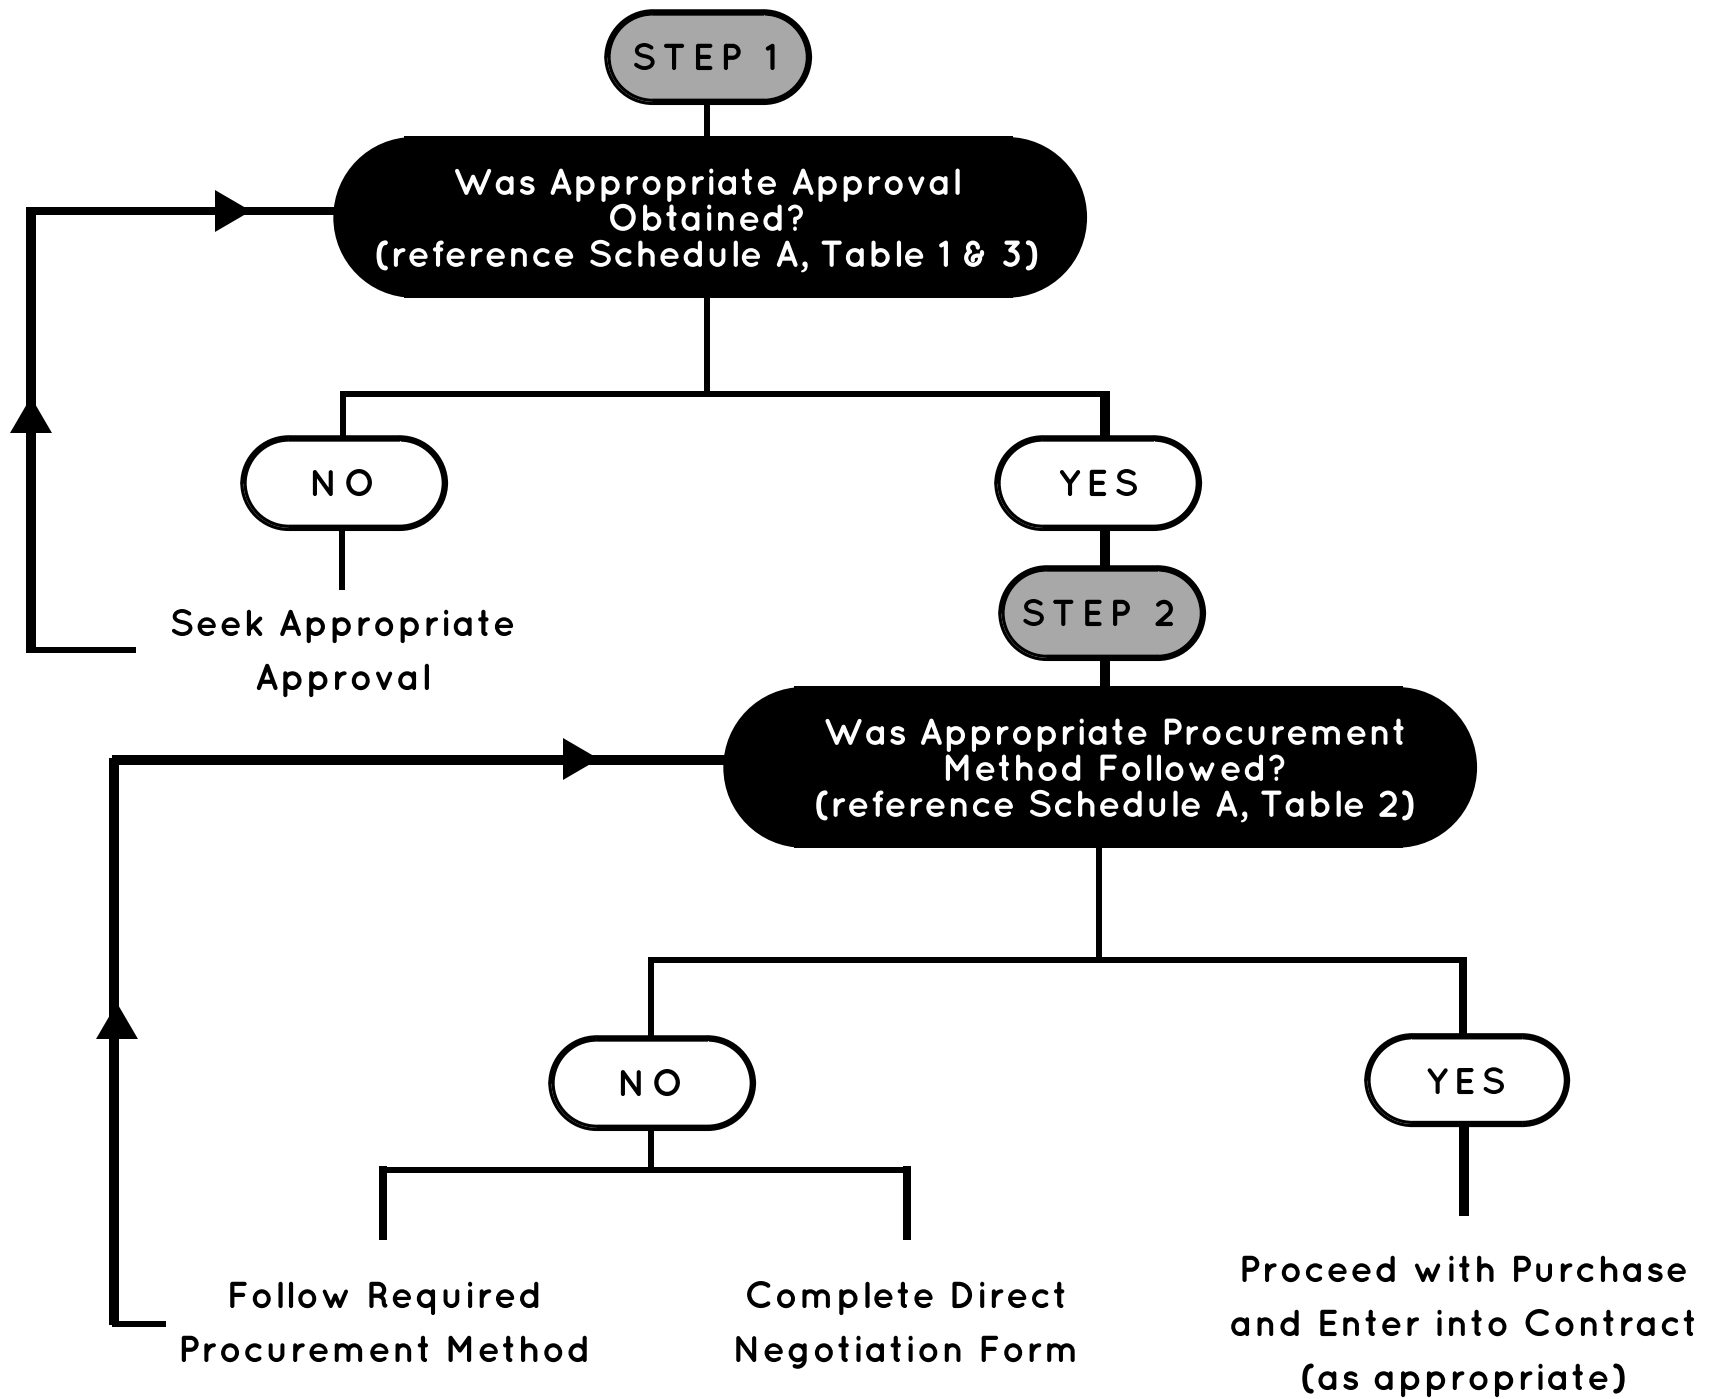 STEP 1
Was Appropriate Approval
Obtained?
(reference Schedule A, Table 1 & 3)
NO
YES
Seek Appropriate
Approval
STEP 2
Was Appropriate Procurement
Method Followed?
(reference Schedule A, Table 2)
NO
YES
Follow Required
Procurement Method
Complete Direct
Negotiation Form
Proceed with Purchase
and Enter into Contract
(as appropriate)